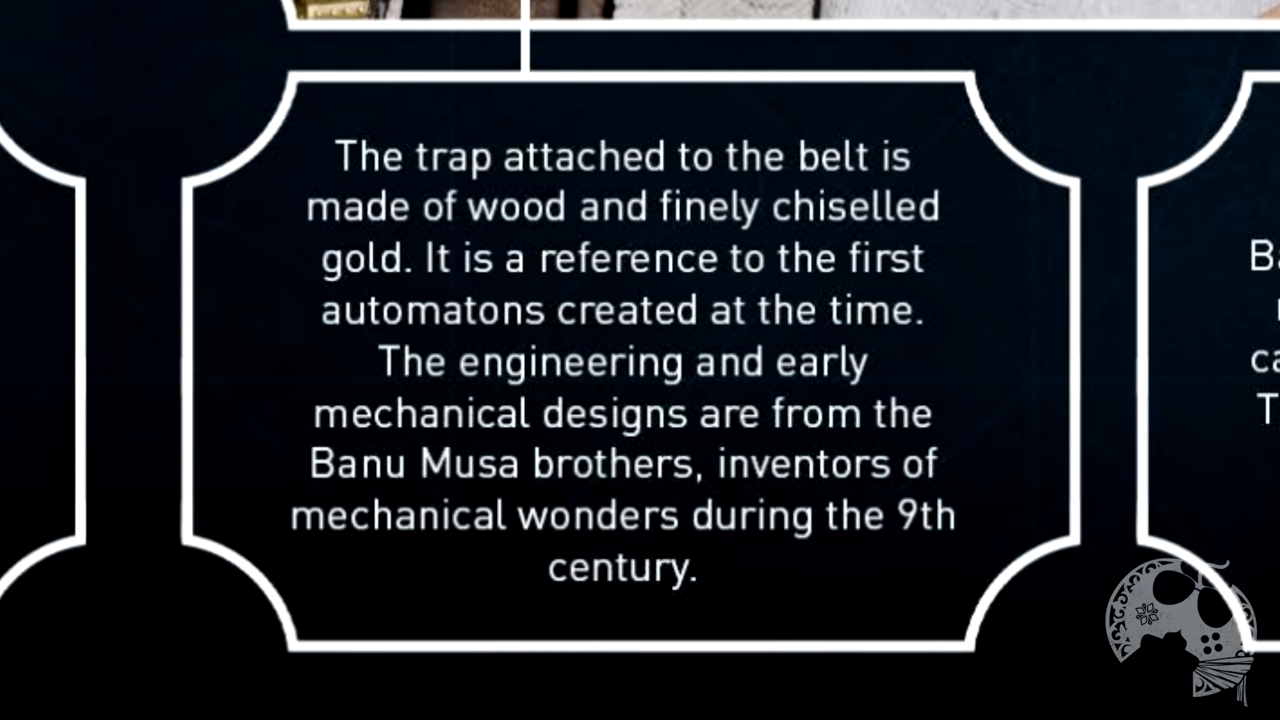 The trap attached to the belt is
made of wood and finely chiselled
gold. It is a reference to the first
automatons created at the time.
The engineering and early
mechanical designs are from the
Banu Musa brothers, inventors of
mechanical wonders during the 9th
century.